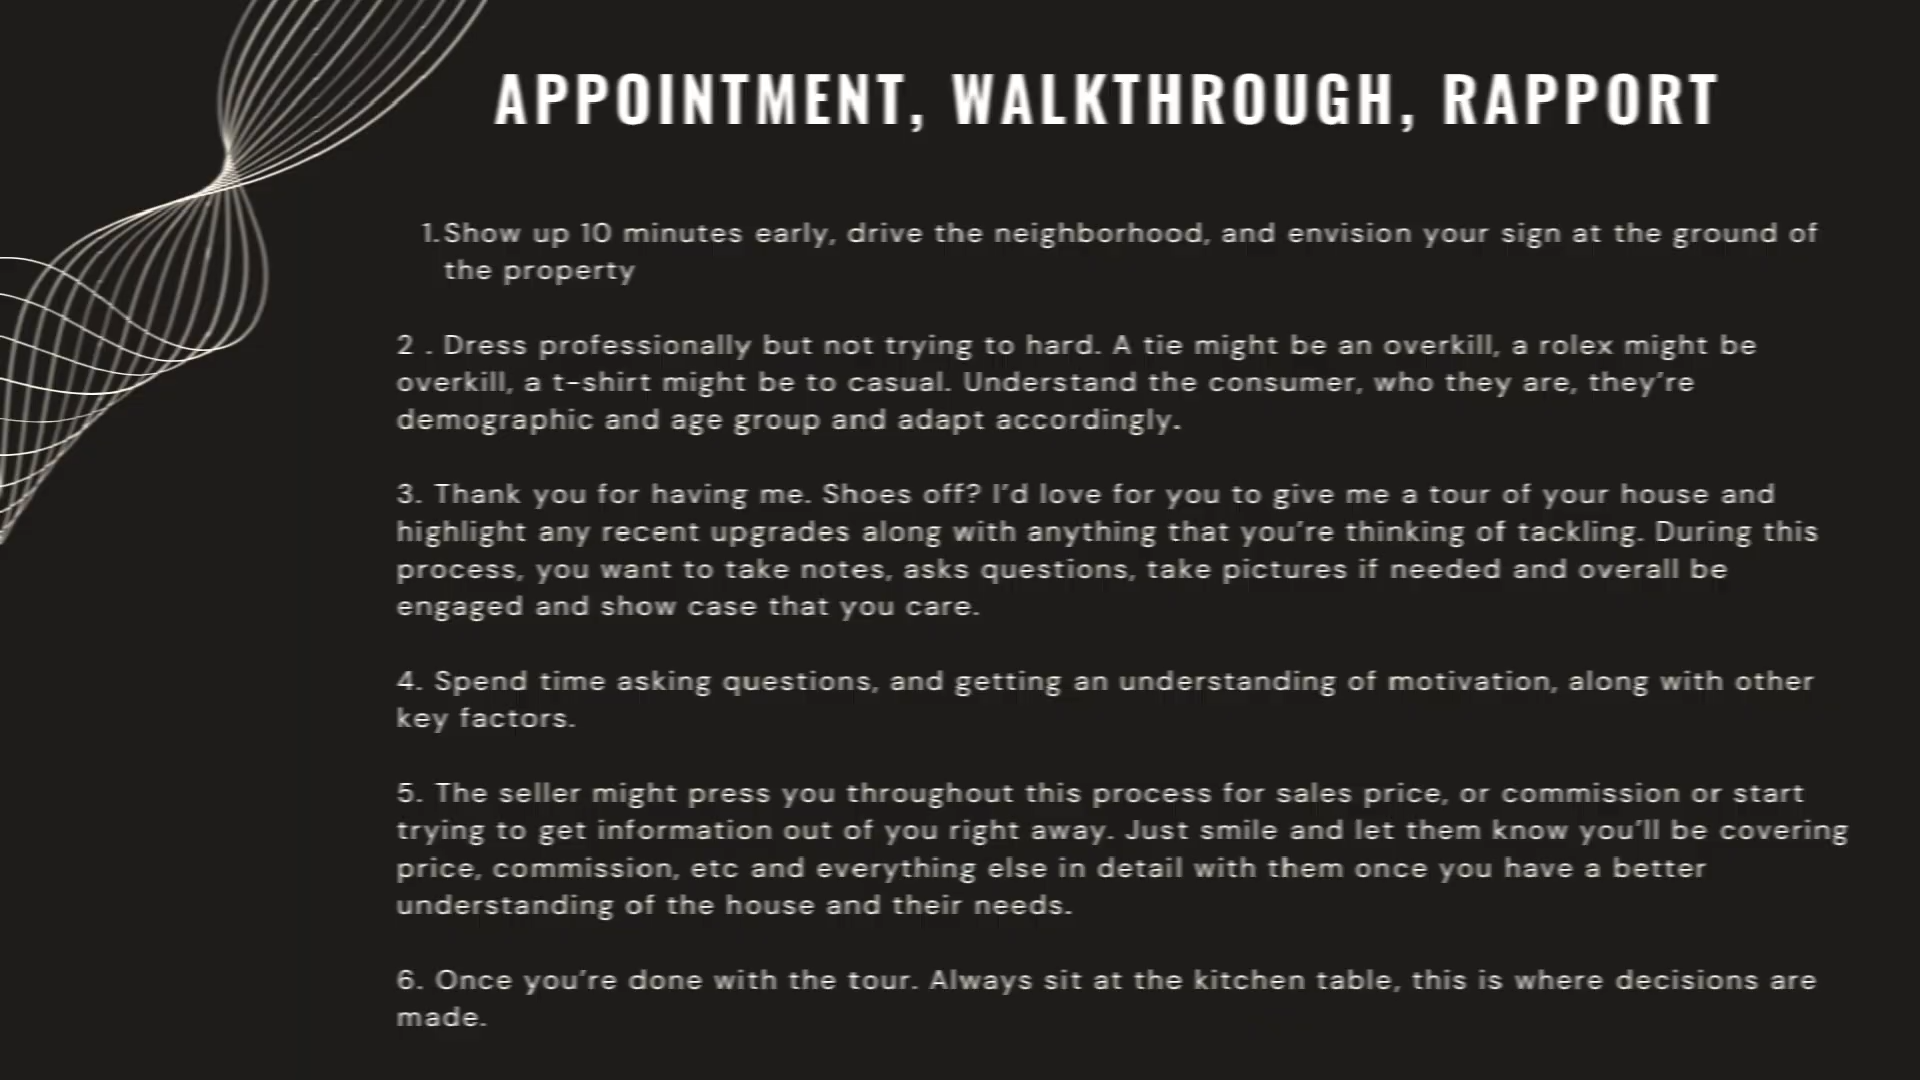 APPOINTMENT, WALKTHROUGH, RAPPORT
1. Show up 10 minutes early, drive the neighborhood, and envision your sign at the ground of
the property
2 . Dress professionally but not trying to hard. A tie might be an overkill, a rolex might be
overkill, a t-shirt might be to casual. Understand the consumer, who they are, they're
demographic and age group and adapt accordingly.
3. Thank you for having me. Shoes off? I'd love for you to give me a tour of your house and
highlight any recent upgrades along with anything that you're thinking of tackling. During this
process, you want to take notes, asks questions, take pictures if needed and overall be
engaged and show case that you care.
4. Spend time asking questions, and getting an understanding of motivation, along with other
key factors.
5. The seller might press you throughout this process for sales price, or commission or start
trying to get information out of you right away. Just smile and let them know you'll be covering
price, commission, etc and everything else in detail with them once you have a better
understanding of the house and their needs.
6. Once you're done with the tour. Always sit at the kitchen table, this is where decisions are
made.